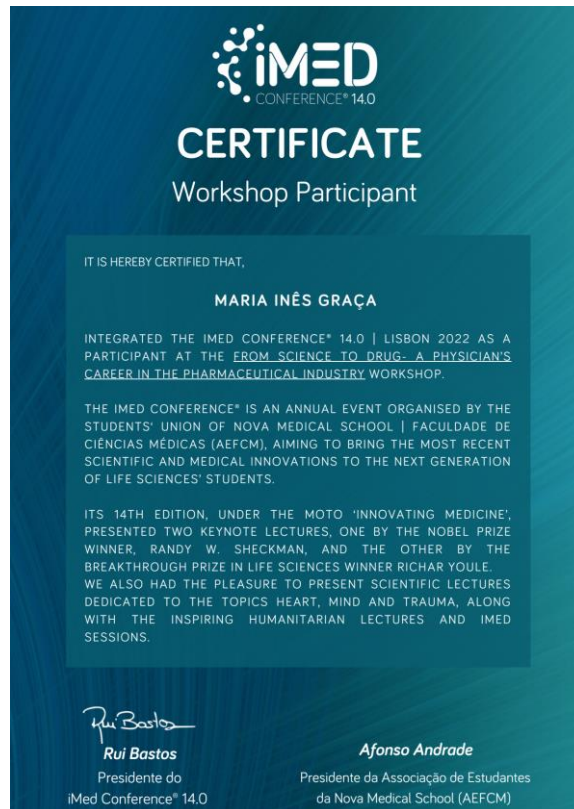 iMED
CONFERENCE® 14.0
CERTIFICATE
Workshop Participant
IT IS HEREBY CERTIFIED THAT,
MARIA INÊS GRAÇA
INTEGRATED THE IMED CONFERENCE® 14.0 | LISBON 2022 AS A
PARTICIPANT AT THE FROM SCIENCE TO DRUG- A PHYSICIAN'S
CAREER IN THE PHARMACEUTICAL INDUSTRY WORKSHOP.
THE IMED CONFERENCE® IS AN ANNUAL EVENT ORGANISED BY THE
STUDENTS' UNION OF NOVA MEDICAL SCHOOL | FACULDADE DE
CIÊNCIAS MÉDICAS (AEFCM), AIMING TO BRING THE MOST RECENT
SCIENTIFIC AND MEDICAL INNOVATIONS TO THE NEXT GENERATION
OF LIFE SCIENCES' STUDENTS.
ITS 14TH EDITION, UNDER THE MOTO 'INNOVATING MEDICINE',
PRESENTED TWO KEYNOTE LECTURES, ONE BY THE NOBEL PRIZE
WINNER, RANDY W. SHECKMAN, AND THE OTHER BY THE
BREAKTHROUGH PRIZE IN LIFE SCIENCES WINNER RICHAR YOULE.
WE ALSO HAD THE PLEASURE TO PRESENT SCIENTIFIC LECTURES
DEDICATED TO THE TOPICS HEART, MIND AND TRAUMA, ALONG
WITH THE INSPIRING HUMANITARIAN LECTURES AND IMED
SESSIONS.
Rui Bastos
Rui Bastos
Presidente do
iMed Conference® 14.0
Afonso Andrade
Presidente da Associação de Estudantes
da Nova Medical School (AEFCM)